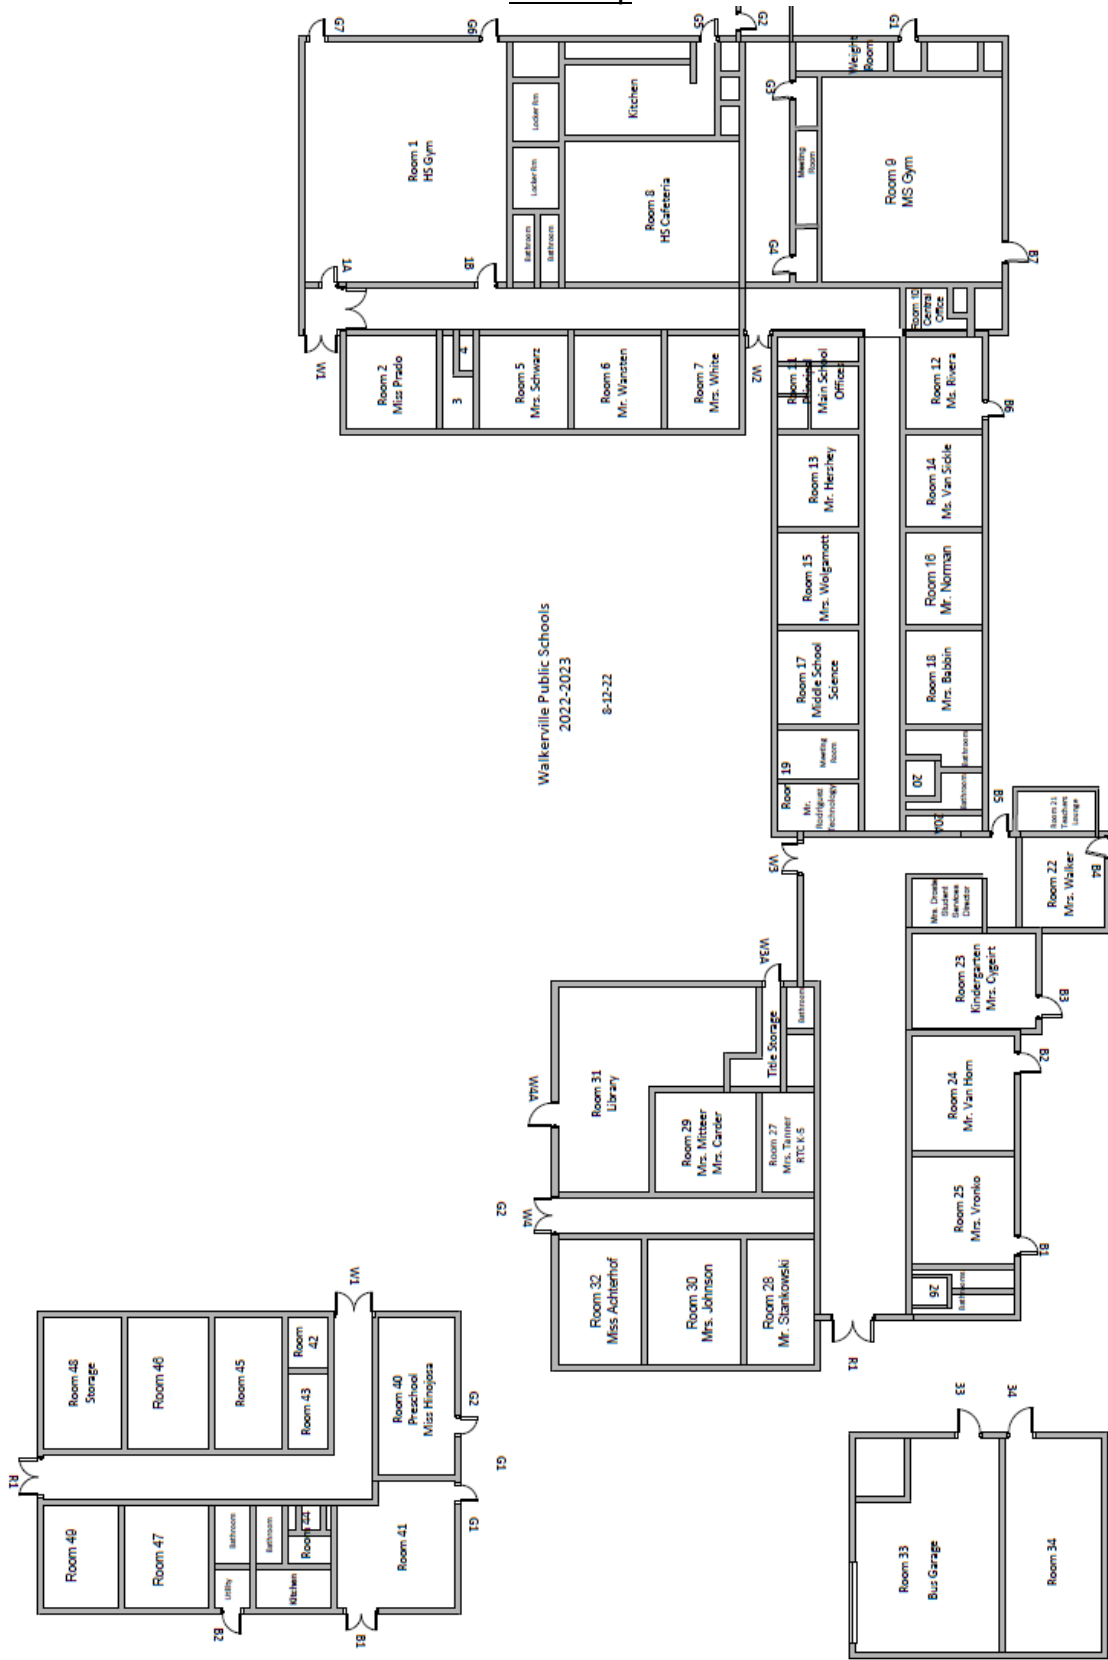 G7
G6
G5
G2
G1
Weight
Room
G3
Kitchen
Locker Rm
Locker Rm
Meeting
Room
Room 1
HS Gym
Room 8
HS Cafeteria
Room 9
MS Gym
Bathroom
Bathroom
G4
B7
1A
1B
Room 10
Central
Office
W1
W2
Room 2
Miss Prado
3
4
Room 5
Mrs. Schwarz
Room 6
Mr. Wansten
Room 7
Mrs. White
Room 11
Principal
Main School
Offices
Room 12
Ms. Rivera
B6
Room 13
Mr. Hershey
Room 14
Ms. Van Sickle
Room 15
Mrs. Wolgamott
Room 16
Mr. Norman
Room 17
Middle School
Science
Room 18
Mrs. Babbin
Walkerville Public Schools
2022-2023
8-12-22
Room 19
Meeting
Room
Mr.
Rodriguez
Technology
Bathroom
20
Bathroom
20A
B5
Room 21
Teachers
Lounge
B4
W3
Room 22
Mrs. Walker
Mrs. Droste
Student
Services
Director
W3A
Room 23
Kindergarten
Mrs. Cygeirt
B3
Bathroom
Title Storage
B2
Room 31
Library
W4A
Room 24
Mr. Van Horn
Room 29
Mrs. Mitteer
Mrs. Carder
Room 27
Mrs. Tanner
RTC K-5
Room 25
Mrs. Vronko
B1
G2
W4
Room 32
Miss Achterhof
Room 30
Mrs. Johnson
Room 28
Mr. Stankowski
26
Bathrooms
R1
W1
Room 48
Storage
Room 46
Room 45
Room
42
Room 43
Room 40
Preschool
Miss Hinojosa
G2
G1
R1
G1
Room 49
Room 47
Bathroom
Bathroom
Room 44
Room 41
Utility
Kitchen
B2
B1
33
34
Room 33
Bus Garage
Room 34